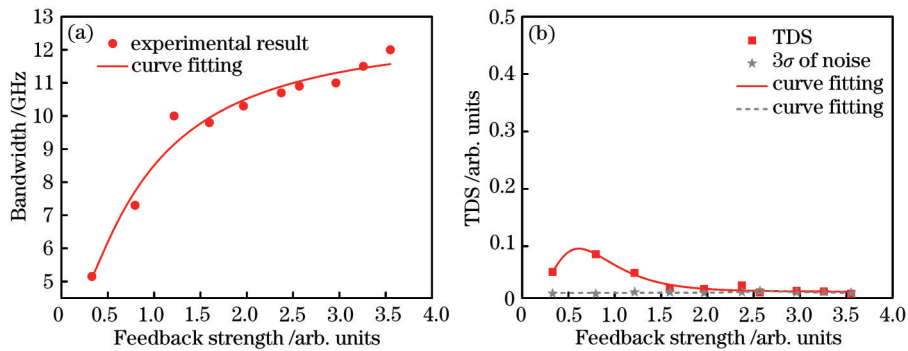 (a)
experimental result
curve fitting
13
12
11
10
9
8
7
6
5
Bandwidth /GHz
0 0.5 1.0 1.5 2.0 2.5 3.0 3.5 4.0
Feedback strength /arb. units
(b)
TDS
3σ of noise
curve fitting
curve fitting
0.5
0.4
0.3
0.2
0.1
0
TDS /arb. units
0 0.5 1.0 1.5 2.0 2.5 3.0 3.5 4.0
Feedback strength /arb. units